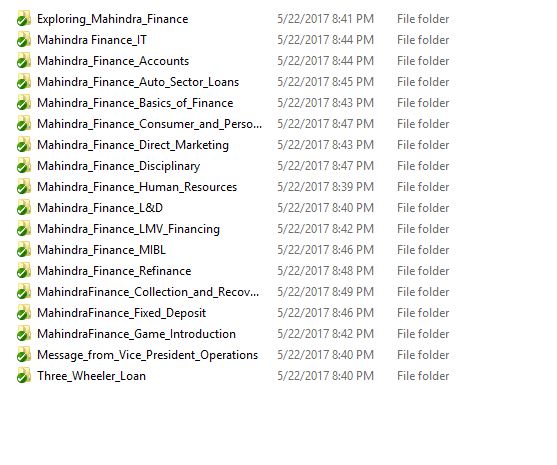 Exploring_Mahindra_Finance 5/22/2017 8:41 PM File folder
Mahindra Finance_IT 5/22/2017 8:44 PM File folder
Mahindra_Finance_Accounts 5/22/2017 8:44 PM File folder
Mahindra_Finance_Auto_Sector_Loans 5/22/2017 8:45 PM File folder
Mahindra_Finance_Basics_of_Finance 5/22/2017 8:43 PM File folder
Mahindra_Finance_Consumer_and_Perso... 5/22/2017 8:47 PM File folder
Mahindra_Finance_Direct_Marketing 5/22/2017 8:43 PM File folder
Mahindra_Finance_Disciplinary 5/22/2017 8:47 PM File folder
Mahindra_Finance_Human_Resources 5/22/2017 8:39 PM File folder
Mahindra_Finance_L&D 5/22/2017 8:40 PM File folder
Mahindra_Finance_LMV_Financing 5/22/2017 8:42 PM File folder
Mahindra_Finance_MIBL 5/22/2017 8:46 PM File folder
Mahindra_Finance_Refinance 5/22/2017 8:48 PM File folder
MahindraFinance_Collection_and_Recov... 5/22/2017 8:49 PM File folder
MahindraFinance_Fixed_Deposit 5/22/2017 8:46 PM File folder
MahindraFinance_Game_Introduction 5/22/2017 8:42 PM File folder
Message_from_Vice_President_Operations 5/22/2017 8:40 PM File folder
Three_Wheeler_Loan 5/22/2017 8:40 PM File folder